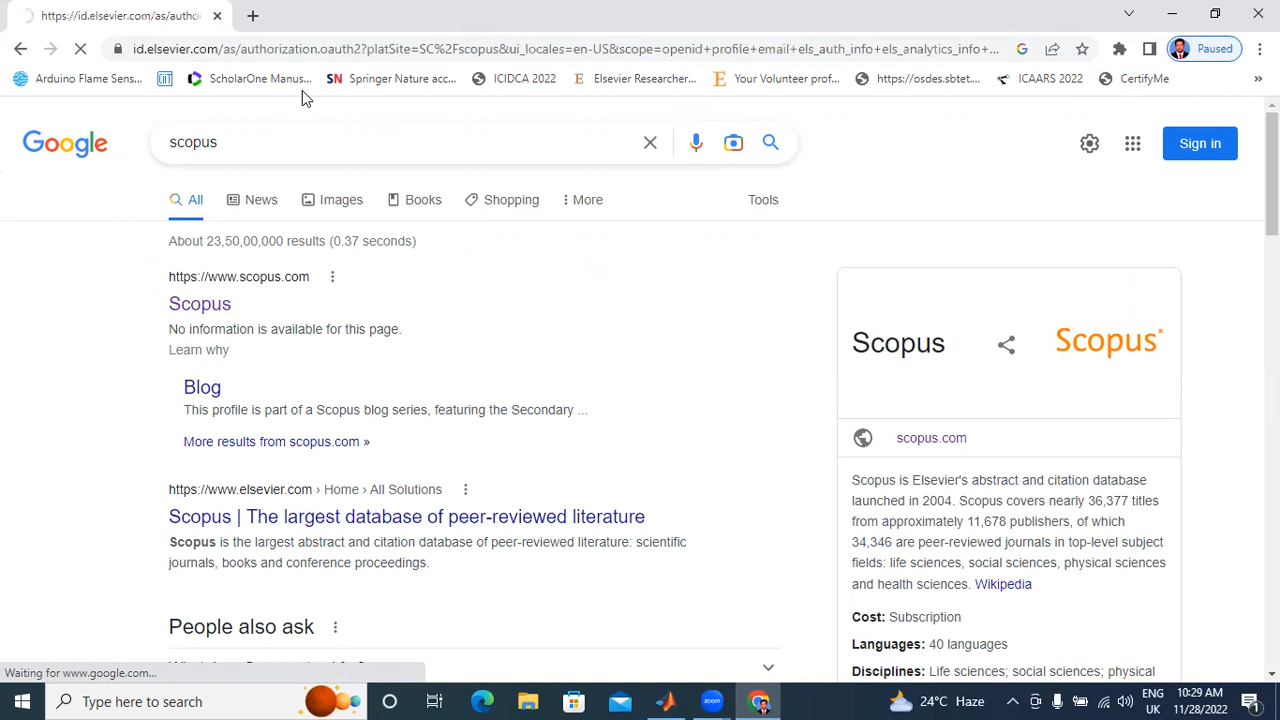 https://id.elsevier.com/as/autho
id.elsevier.com/as/authorization.oauth2?platSite=SC%2Fscopus&ui_locales=en-US&scope=openid+profile+email+els_auth_info+els_analytics_info+...
Paused
Arduino Flame Sens...
ScholarOne Manus...
SN Springer Nature acc...
ICIDCA 2022
E Elsevier Researcher...
E Your Volunteer prof...
https://osdes.sbtet....
ICAARS 2022
CertifyMe
»
Google
scopus
Sign in
All
News
Images
Books
Shopping
More
Tools
About 23,50,00,000 results (0.37 seconds)
https://www.scopus.com
Scopus
No information is available for this page.
Learn why
Blog
This profile is part of a Scopus blog series, featuring the Secondary ...
More results from scopus.com »
https://www.elsevier.com › Home › All Solutions
Scopus | The largest database of peer-reviewed literature
Scopus is the largest abstract and citation database of peer-reviewed literature: scientific
journals, books and conference proceedings.
People also ask
Scopus
Scopus®
scopus.com
Scopus is Elsevier's abstract and citation database
launched in 2004. Scopus covers nearly 36,377 titles
from approximately 11,678 publishers, of which
34,346 are peer-reviewed journals in top-level subject
fields: life sciences, social sciences, physical sciences
and health sciences. Wikipedia
Cost: Subscription
Languages: 40 languages
Disciplines: Life sciences; social sciences; physical
Waiting for www.google.com...
Type here to search
zoom
24°C Haze
ENG
UK
10:29 AM
11/28/2022
1